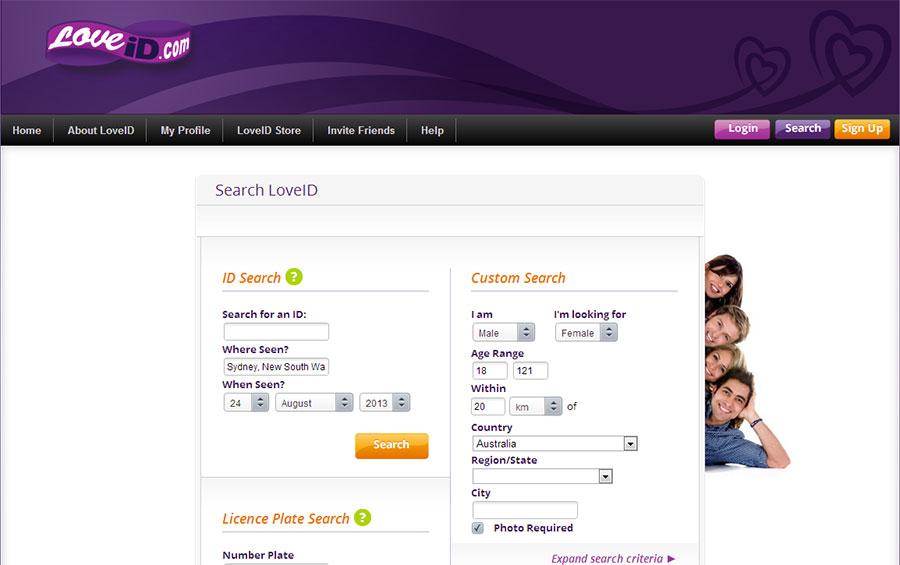 Love iD.com
Home About LoveID My Profile LoveID Store Invite Friends Help Login Search Sign Up
Search LoveID
ID Search ?
Search for an ID:
Where Seen?
Sydney, New South Wa
When Seen?
24 August 2013
Search
Licence Plate Search ?
Number Plate
Custom Search
I am I'm looking for
Male Female
Age Range
18 121
Within
20 km of
Country
Australia
Region/State
City
Photo Required
Expand search criteria ►